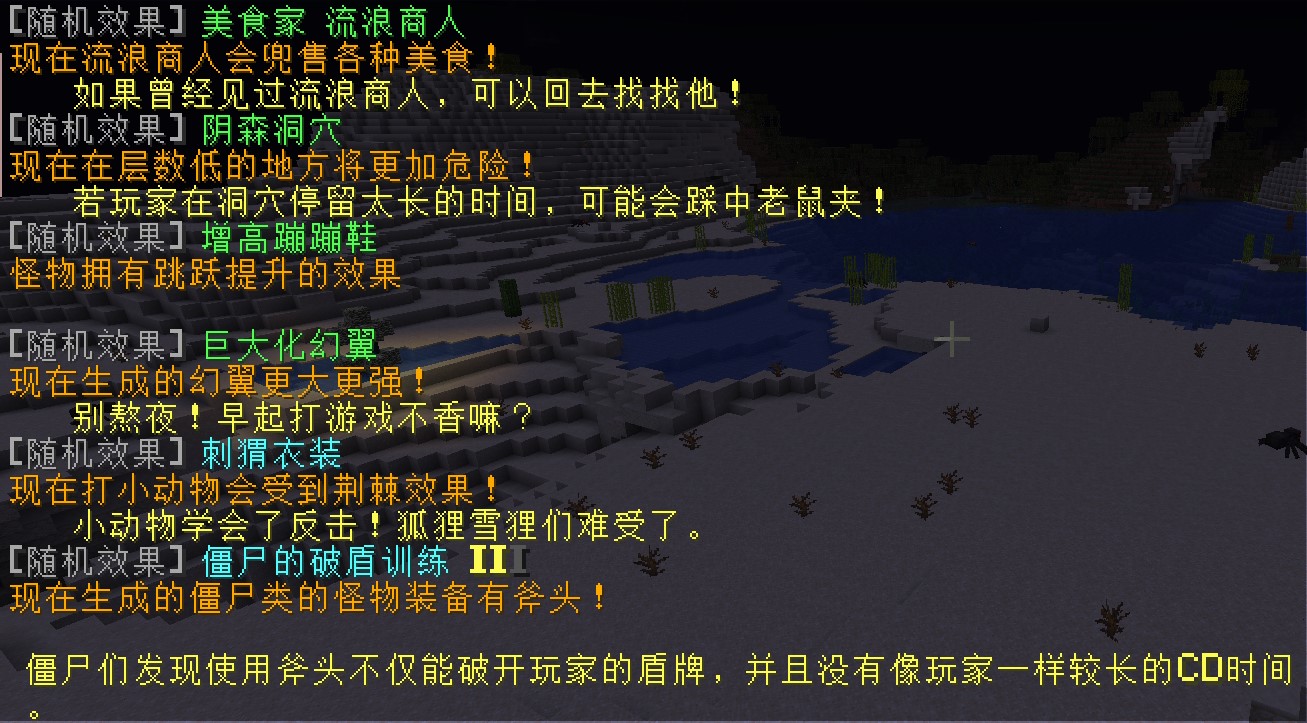 [随机效果] 美食家 流浪商人
现在流浪商人会兜售各种美食！
如果曾经见过流浪商人，可以回去找找他！
[随机效果] 阴森洞穴
现在在层数低的地方将更加危险！
若玩家在洞穴停留太长的时间，可能会踩中老鼠夹！
[随机效果] 增高蹦蹦鞋
怪物拥有跳跃提升的效果
[随机效果] 巨大化幻翼
现在生成的幻翼更大更强！
别熬夜！早起打游戏不香嘛？
[随机效果] 刺猬衣装
现在打小动物会受到荆棘效果！
小动物学会了反击！狐狸雪狸们难受了。
[随机效果] 僵尸的破盾训练 III
现在生成的僵尸类的怪物装备有斧头！
僵尸们发现使用斧头不仅能破开玩家的盾牌，并且没有像玩家一样较长的CD时间
。